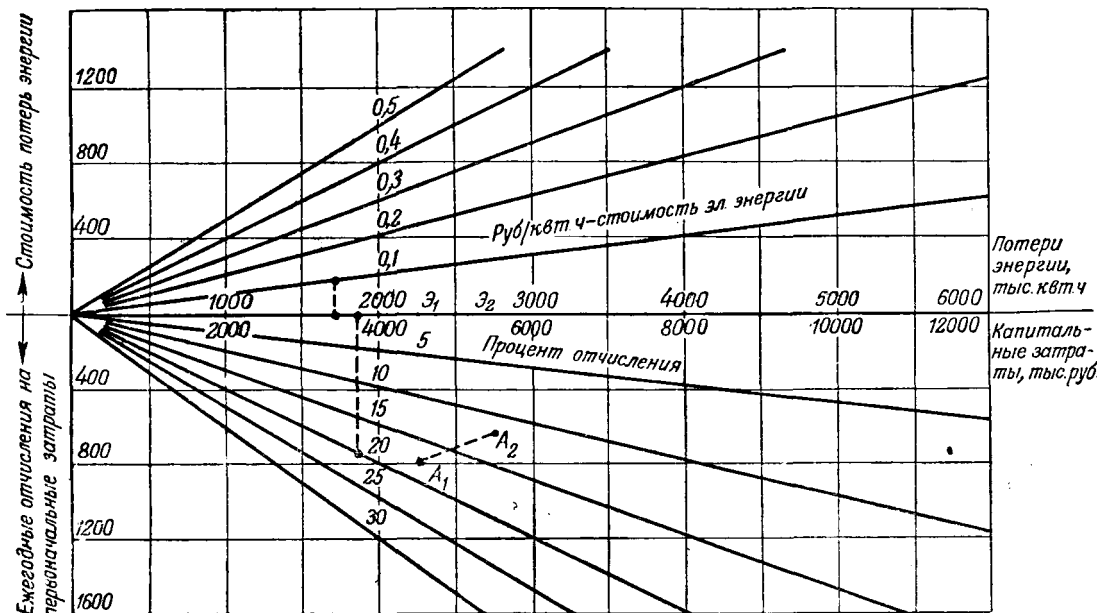 Стоимость потерь энергии
Ежегодные отчисления на
первоначальные затраты
1200
800
400
0,5
0,4
0,3
0,2
0,1
Руб/квт.ч-стоимость эл. энергии
1000
2000
Э₁
Э₂
3000
4000
5000
6000
Потери
энергии,
тыс. квт.ч
2000
4000
6000
8000
10000
12000
Капиталь-
ные затра-
ты, тыс.руб.
5
Процент отчисления
10
15
20
25
30
A₂
A₁
400
800
1200
1600